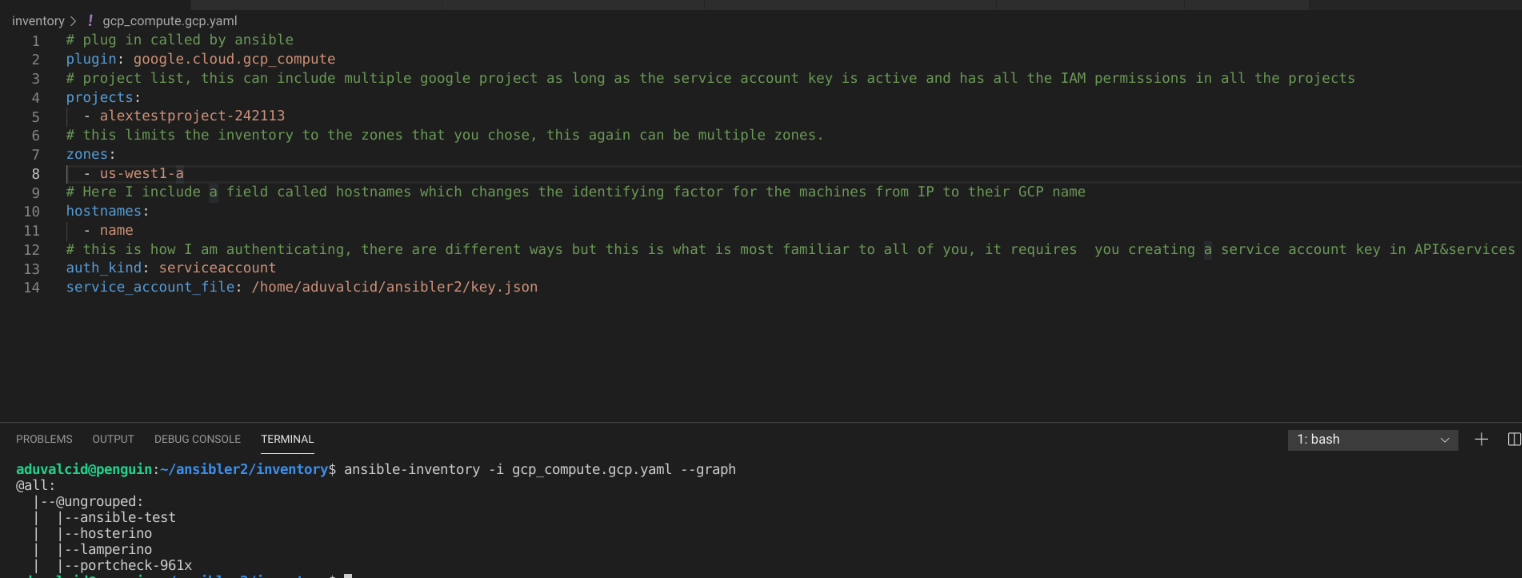 inventory > ! gcp_compute.gcp.yaml
1 # plug in called by ansible
2 plugin: google.cloud.gcp_compute
3 # project list, this can include multiple google project as long as the service account key is active and has all the IAM permissions in all the projects
4 projects:
5 - alextestproject-242113
6 # this limits the inventory to the zones that you chose, this again can be multiple zones.
7 zones:
8 - us-west1-a
9 # Here I include a field called hostnames which changes the identifying factor for the machines from IP to their GCP name
10 hostnames:
11 - name
12 # this is how I am authenticating, there are different ways but this is what is most familiar to all of you, it requires  you creating a service account key in API&services
13 auth_kind: serviceaccount
14 service_account_file: /home/aduvalcid/ansibler2/key.json
PROBLEMS OUTPUT DEBUG CONSOLE TERMINAL 1: bash
aduvalcid@penguin:~/ansibler2/inventory$ ansible-inventory -i gcp_compute.gcp.yaml --graph
@all:
|--@ungrouped:
| |--ansible-test
| |--hosterino
| |--lamperino
| |--portcheck-961x